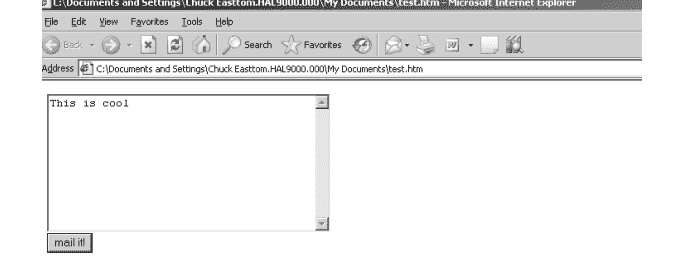 C:\Documents and Settings\Chuck Easttom.HAL9000.000\My Documents\test.htm - Microsoft Internet Explorer
File Edit View Favorites Tools Help
Back Search Favorites
Address C:\Documents and Settings\Chuck Easttom.HAL9000.000\My Documents\test.htm
This is cool
mail it!